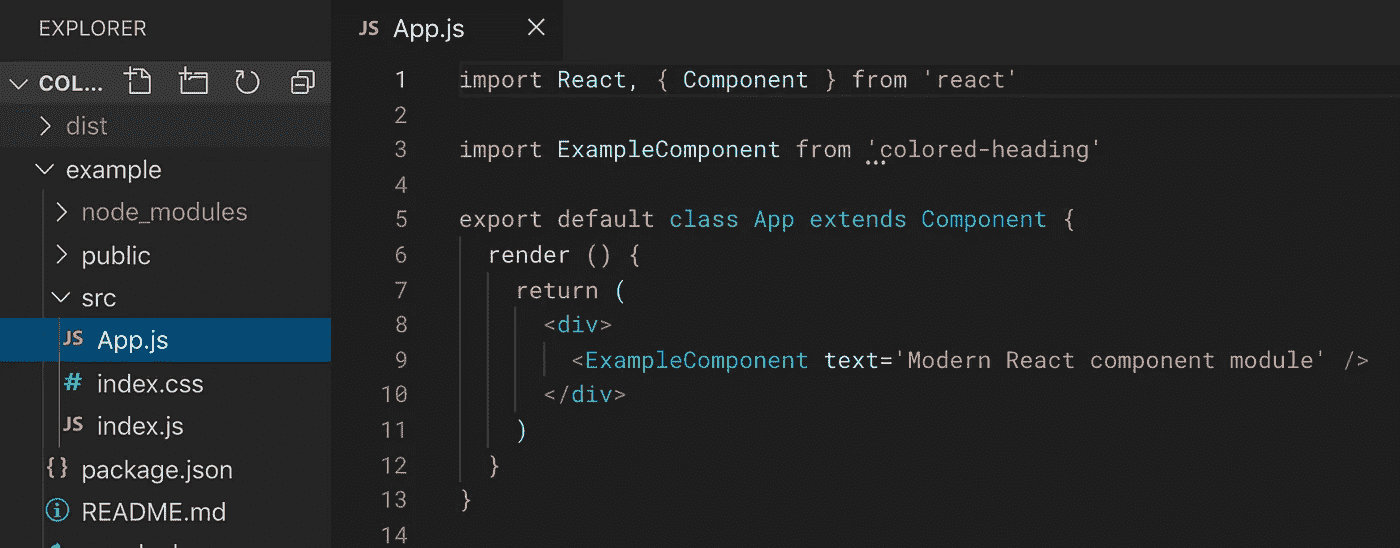 EXPLORER
COL...
dist
example
node_modules
public
src
JS App.js
# index.css
JS index.js
{} package.json
README.md
JS App.js
1 import React, { Component } from 'react'
2
3 import ExampleComponent from 'colored-heading'
4
5 export default class App extends Component {
6 render () {
7 return (
8 <div>
9 <ExampleComponent text='Modern React component module' />
10 </div>
11 )
12 }
13 }
14